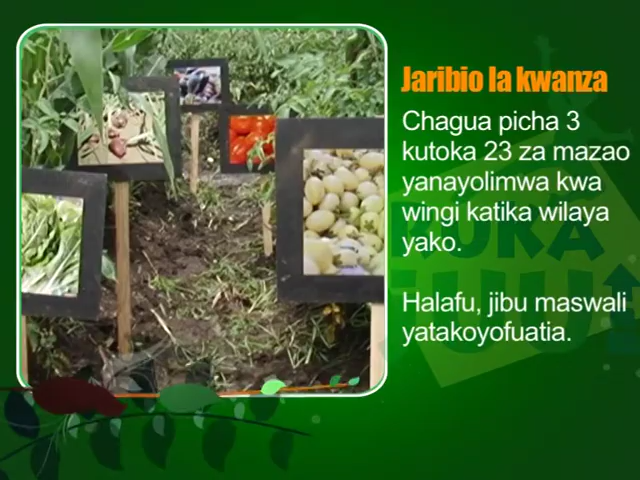 Jaribio la kwanza
Chagua picha 3
kutoka 23 za mazao
yanayolimwa kwa
wingi katika wilaya
yako.
Halafu, jibu maswali
yatakoyofuatia.